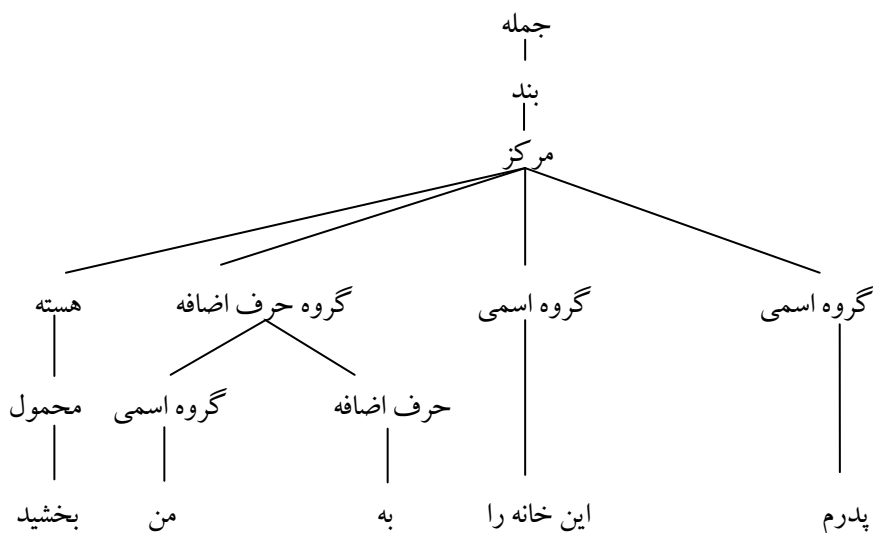 جمله
بند
مرکز
گروه اسمی گروه اسمی گروه حرف اضافه هسته
حرف اضافه گروه اسمی محمول
پدرم این خانه را به من بخشید